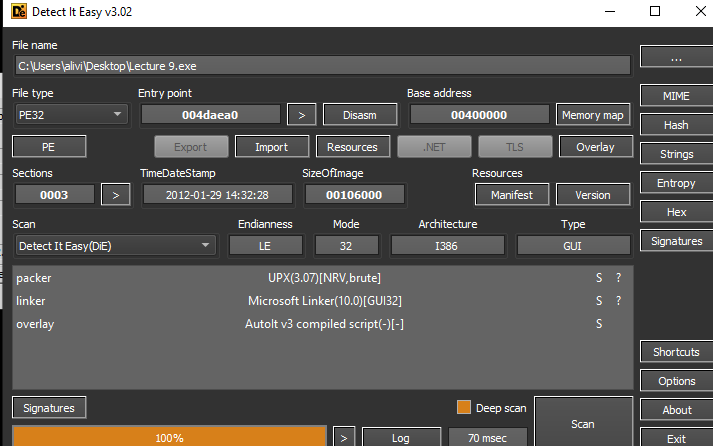 Detect It Easy v3.02
File name
C:\Users\alivi\Desktop\Lecture 9.exe
...
File type Entry point Base address
PE32 004daea0 > Disasm 00400000 Memory map MIME
PE Export Import Resources .NET TLS Overlay Hash
Strings
Sections TimeDateStamp SizeOfImage Resources
0003 > 2012-01-29 14:32:28 00106000 Manifest Version Entropy
Hex
Scan Endianness Mode Architecture Type
Detect It Easy(DiE) LE 32 I386 GUI Signatures
packer UPX(3.07)[NRV,brute] S ?
linker Microsoft Linker(10.0)[GUI32] S ?
overlay AutoIt v3 compiled script(-)[-] S
Shortcuts
Options
Signatures Deep scan Scan About
100% > Log 70 msec Exit